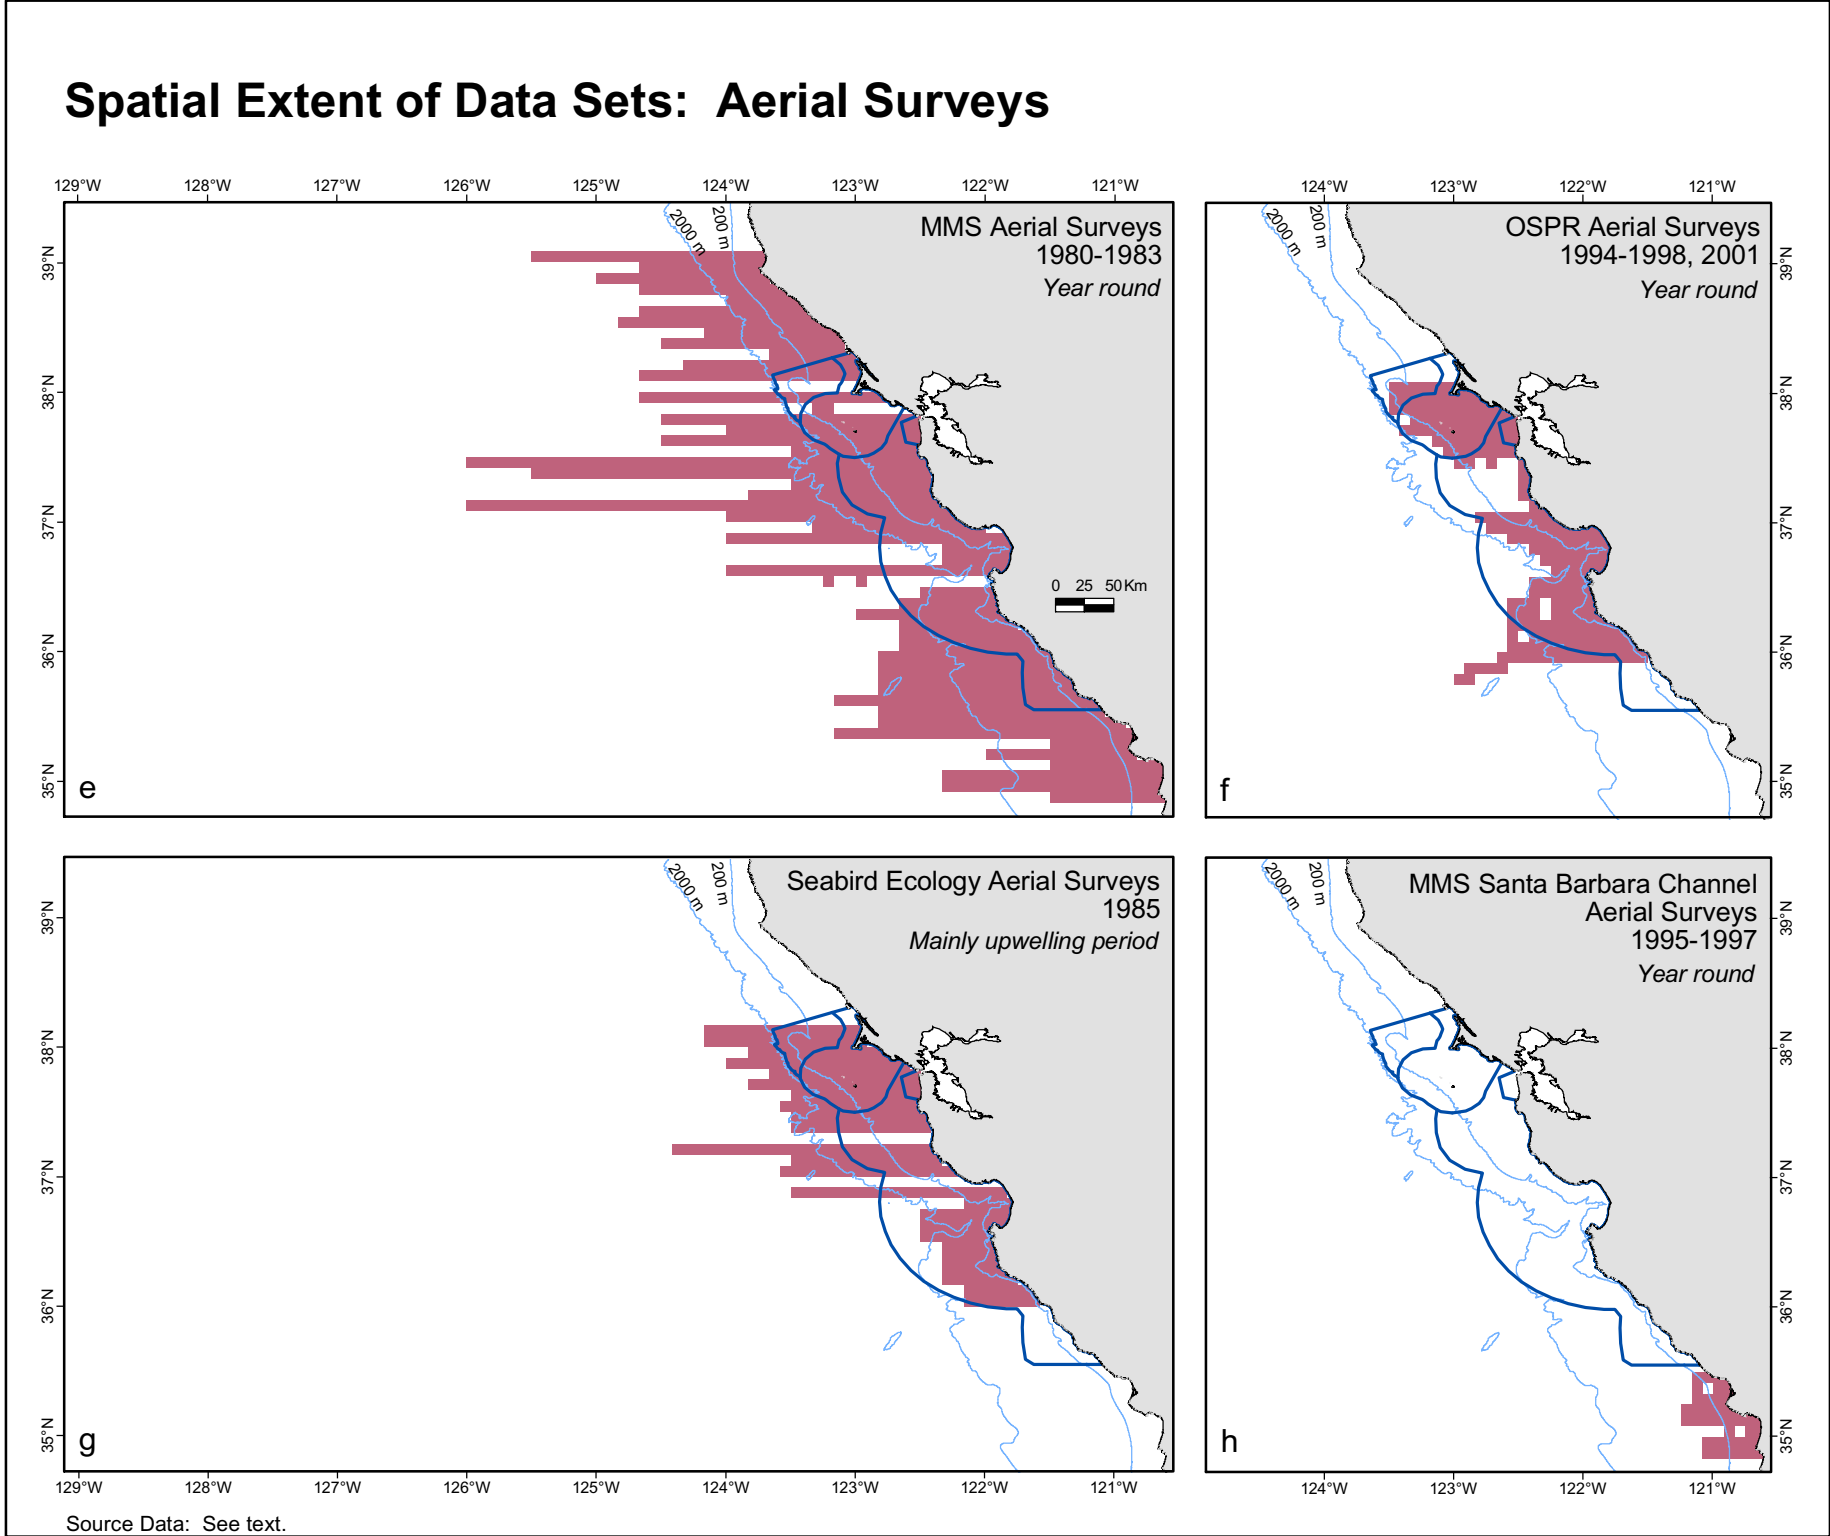 Spatial Extent of Data Sets:  Aerial Surveys
129°W 128°W 127°W 126°W 125°W 124°W 123°W 122°W 121°W
124°W 123°W 122°W 121°W
2000 m
200 m
MMS Aerial Surveys
1980-1983
Year round
39°N
38°N
37°N
36°N
35°N
0 25 50 Km
e
2000 m
200 m
OSPR Aerial Surveys
1994-1998, 2001
Year round
39°N
38°N
37°N
36°N
35°N
f
2000 m
200 m
Seabird Ecology Aerial Surveys
1985
Mainly upwelling period
39°N
38°N
37°N
36°N
35°N
g
2000 m
200 m
MMS Santa Barbara Channel
Aerial Surveys
1995-1997
Year round
39°N
38°N
37°N
36°N
35°N
h
129°W 128°W 127°W 126°W 125°W 124°W 123°W 122°W 121°W
124°W 123°W 122°W 121°W
Source Data:  See text.